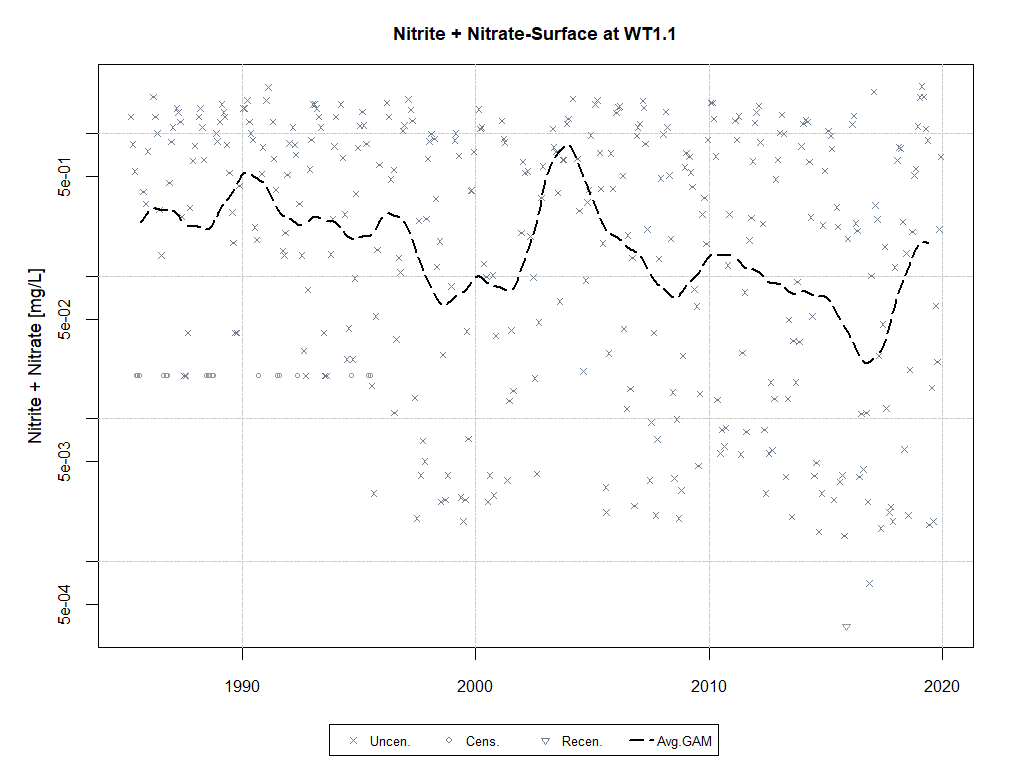 Nitrite + Nitrate-Surface at WT1.1
Nitrite + Nitrate [mg/L]
5e-01
5e-02
5e-03
5e-04
1990 2000 2010 2020
Uncen. Cens. Recen. Avg.GAM